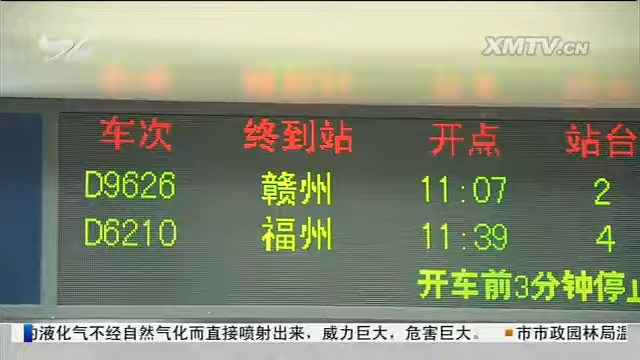 XMTV.CN
车次 终到站 开点 站台
D9626 赣州 11:07 2
D6210 福州 11:39 4
开车前3分钟停止
的液化气不经自然气化而直接喷射出来，威力巨大，危害巨大。 ■市市政园林局温